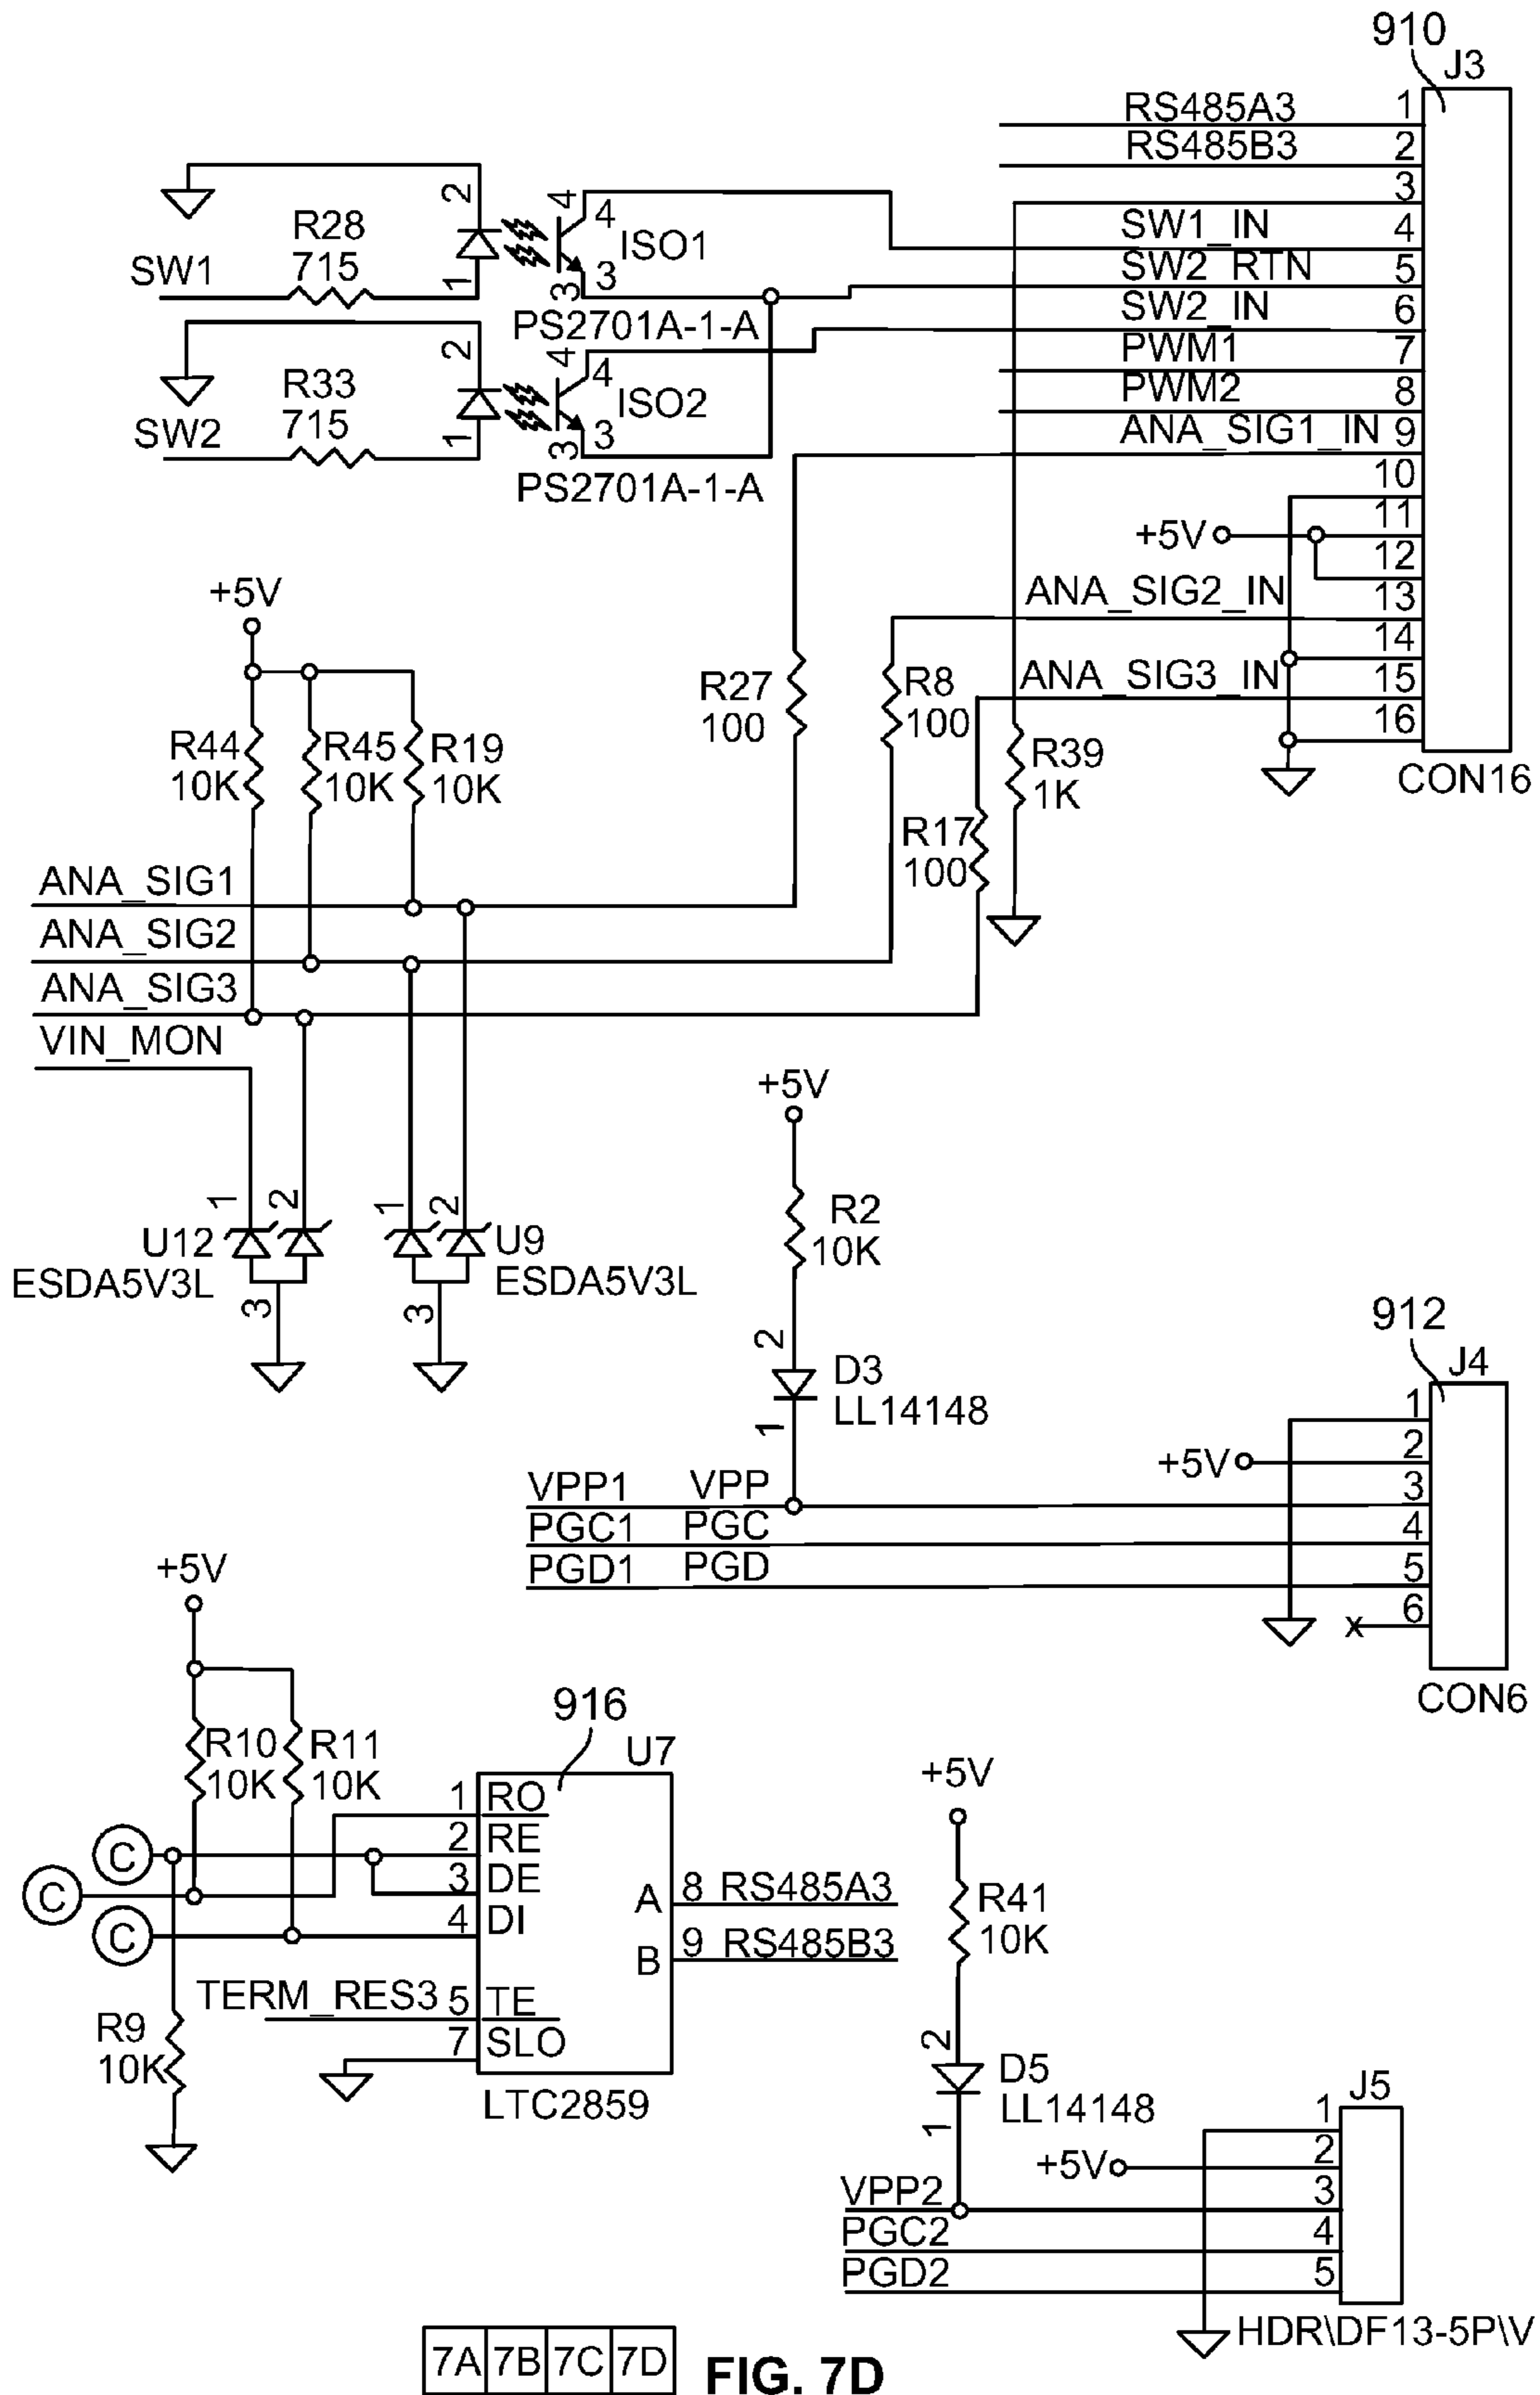 910
J3
RS485A3 1
RS485B3 2
3
SW1_IN 4
SW2_RTN 5
SW2_IN 6
PWM1 7
PWM2 8
ANA_SIG1_IN 9
10
11
+5V
12
ANA_SIG2_IN 13
14
ANA_SIG3_IN 15
16
CON16
2
4
4
R28
715
SW1
1
ISO1
3
3
PS2701A-1-A
2
4
4
R33
715
SW2
1
ISO2
3
3
PS2701A-1-A
+5V
R44
10K
R45
10K
R19
10K
R27
100
R8
100
R39
1K
R17
100
ANA_SIG1
ANA_SIG2
ANA_SIG3
VIN_MON
1
2
1
2
U12
ESDA5V3L
U9
ESDA5V3L
3
3
+5V
R2
10K
2
D3
LL14148
1
912
J4
1
+5V 2
VPP1 VPP 3
PGC1 PGC 4
PGD1 PGD 5
x 6
CON6
+5V
R10
10K
R11
10K
916
U7
1 RO
2 RE
3 DE
4 DI
C
C
C
A 8 RS485A3
B 9 RS485B3
TERM_RES3 5 TE
7 SLO
R9
10K
LTC2859
+5V
R41
10K
2
D5
LL14148
1
J5
1
+5V 2
VPP2 3
PGC2 4
PGD2 5
HDR\DF13-5P\V
7A 7B 7C 7D
FIG. 7D